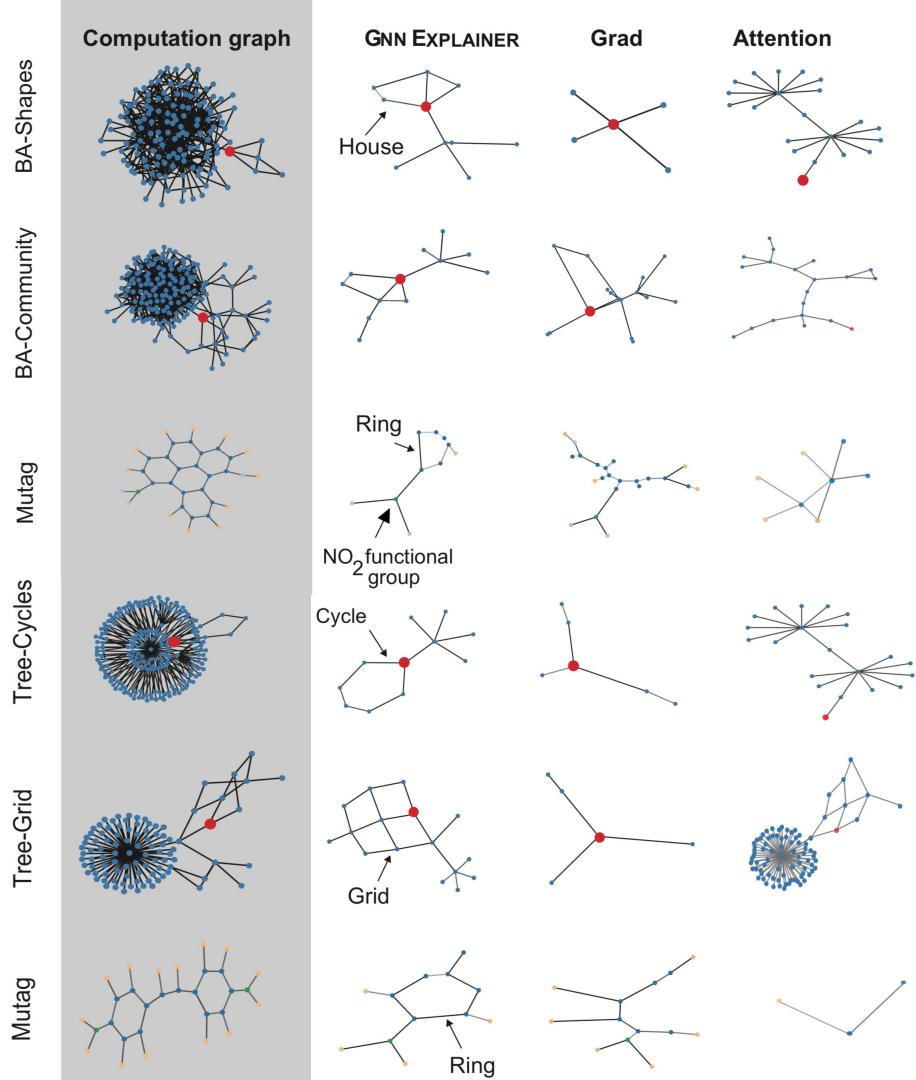 Computation graph GNN EXPLAINER Grad Attention
BA-Shapes
House
BA-Community
Mutag
Ring
NO2 functional
group
Tree-Cycles
Cycle
Tree-Grid
Grid
Mutag
Ring